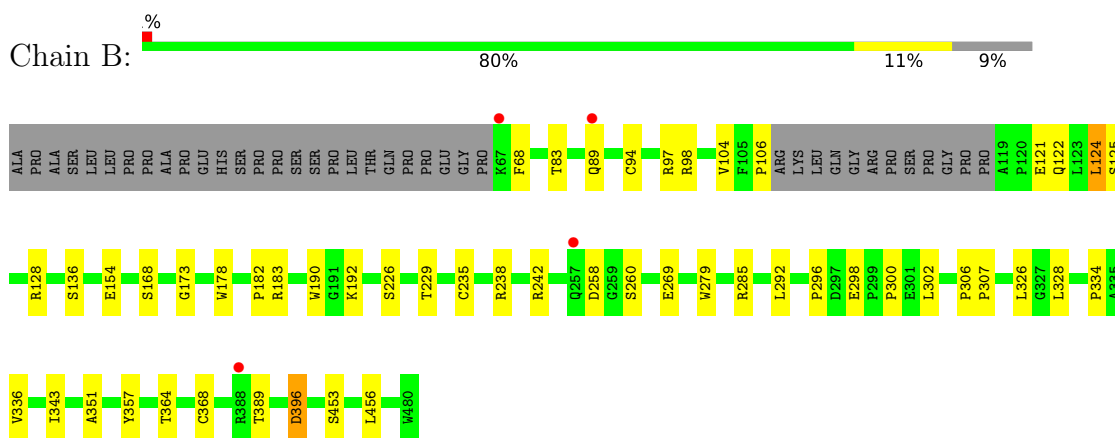 .%
Chain B:
80% 11% 9%
ALA PRO ALA SER LEU LEU PRO PRO ALA PRO GLU HIS SER PRO PRO SER SER PRO LEU THR GLN PRO PRO GLU GLY PRO K67 F68 T83 Q89 C94 R97 R98 V104 F105 P106 ARG LYS LEU GLN GLY ARG PRO SER PRO GLY PRO PRO A119 P120 E121 Q122 L123 L124 S125
R128 S136 E154 S168 G173 W178 P182 R183 W190 G191 K192 S226 T229 C235 R238 R242 Q257 D258 G259 S260 E269 W279 R285 L292 P296 D297 E298 P299 P300 E301 L302 P306 P307 L326 G327 L328 P334 A335
V336 I343 A351 Y357 T364 C368 R388 T389 D396 S453 L456 W480